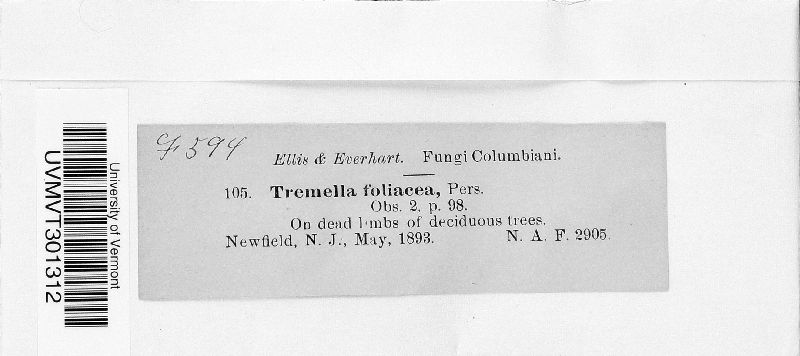 F 594
Ellis & Everhart. Fungi Columbiani.
105. Tremella foliacea, Pers.
Obs. 2, p. 98.
On dead limbs of deciduous trees.
Newfield, N. J., May, 1893. N. A. F. 2905.
UVMVT301312
University of Vermont